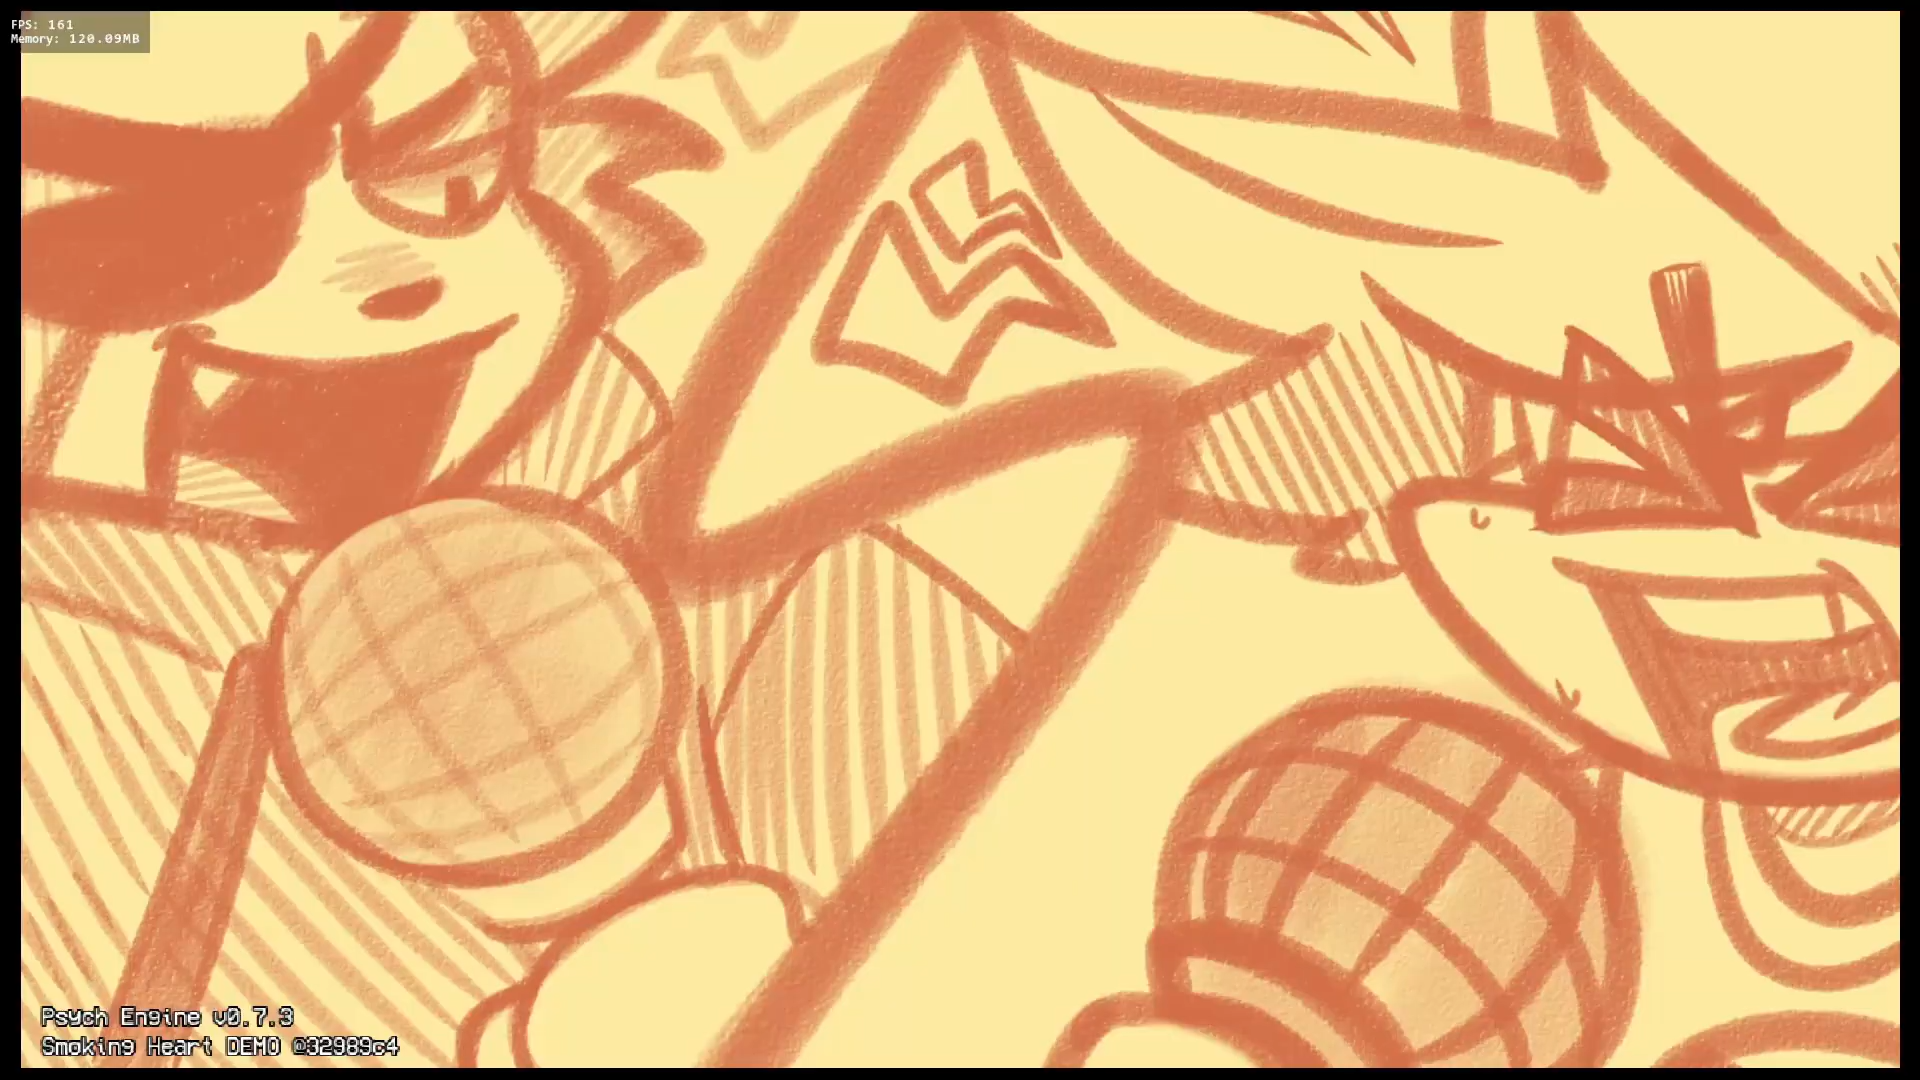 FPS: 161
Memory: 120.09MB
Psych Engine v0.7.3
Smoking Heart DEMO @32989c4